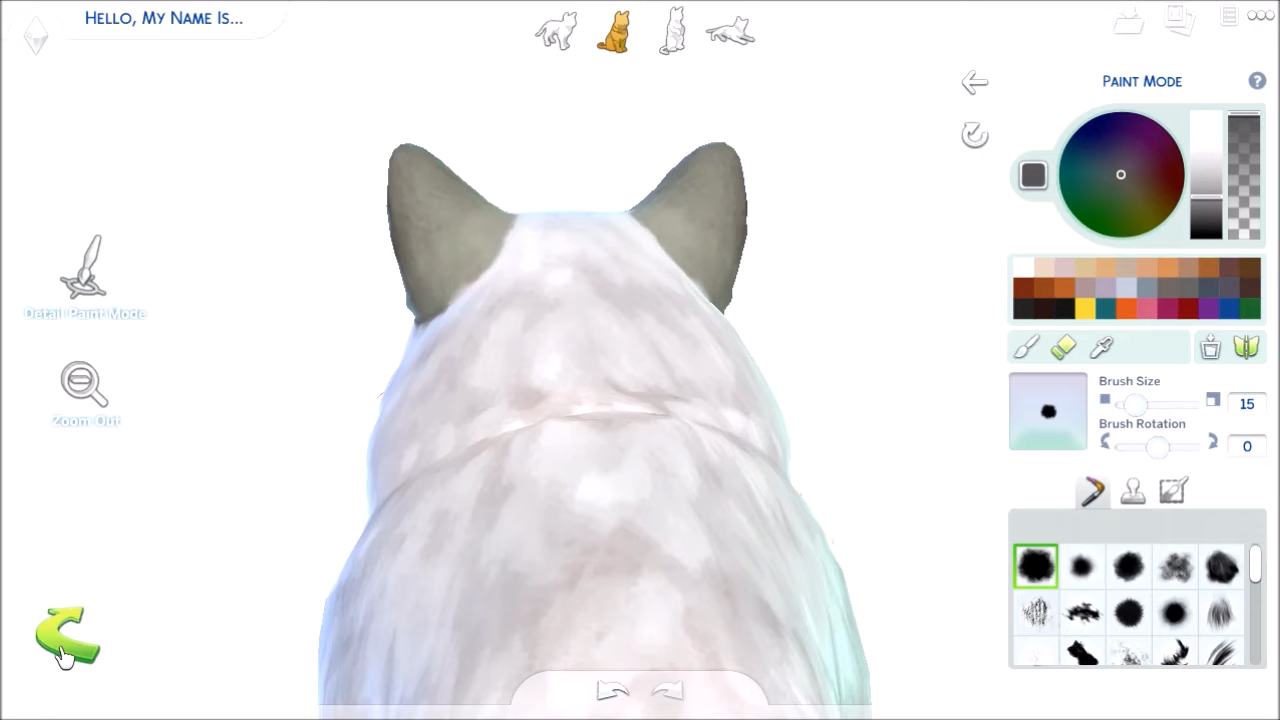 Hello, My Name Is...
Paint Mode
?
Detail Paint Mode
Brush Size
15
Zoom Out
Brush Rotation
0